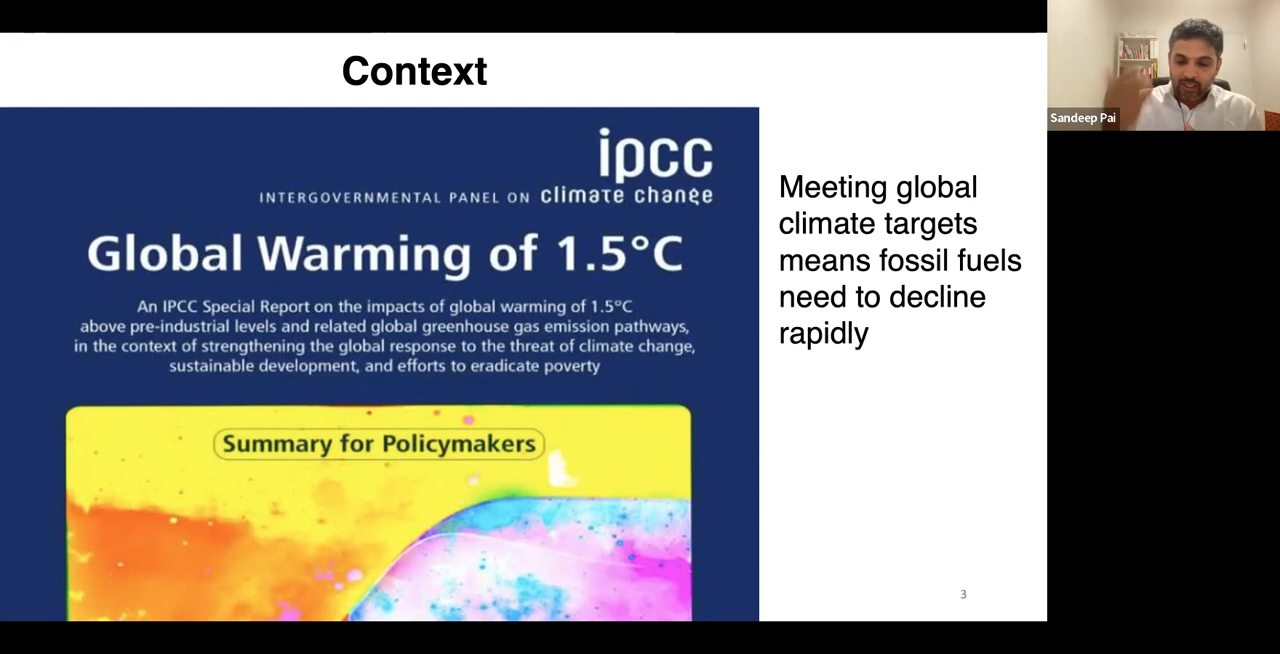 Context
ipcc
INTERGOVERNMENTAL PANEL ON climate change
Global Warming of 1.5°C
An IPCC Special Report on the impacts of global warming of 1.5°C
above pre-industrial levels and related global greenhouse gas emission pathways,
in the context of strengthening the global response to the threat of climate change,
sustainable development, and efforts to eradicate poverty
Summary for Policymakers
Meeting global
climate targets
means fossil fuels
need to decline
rapidly
3
Sandeep Pai